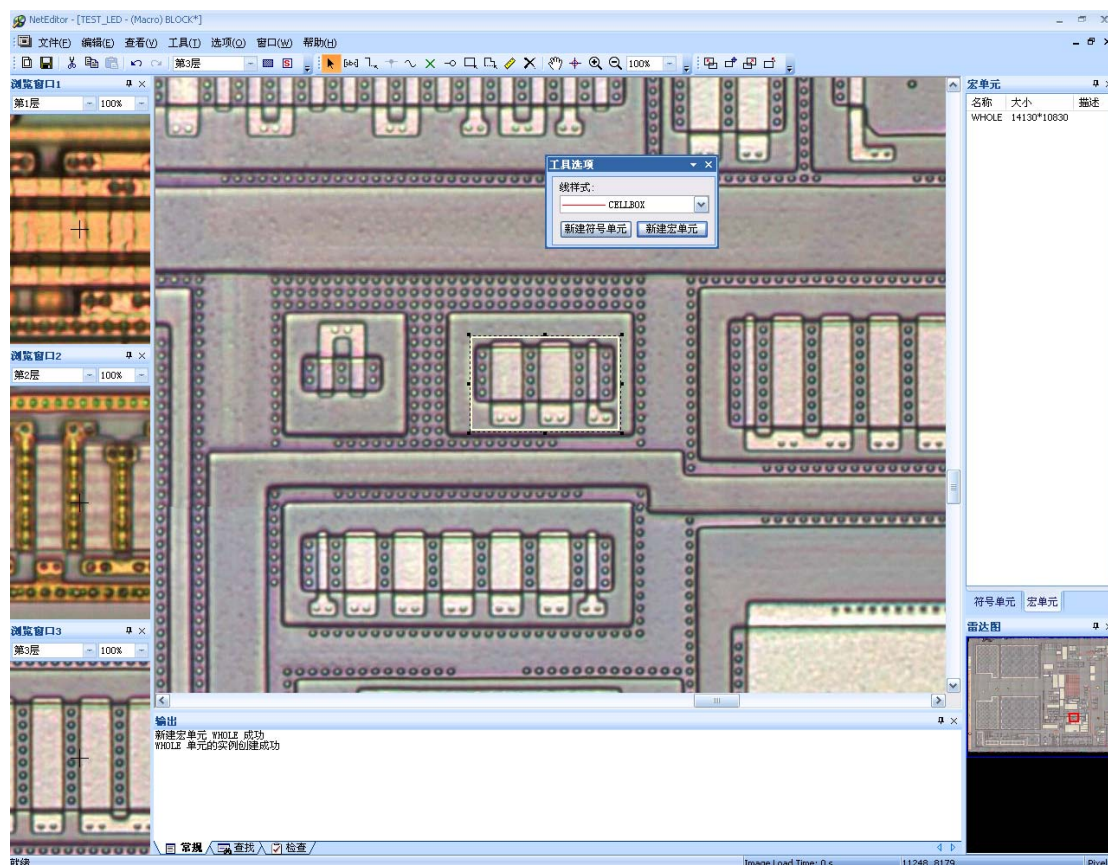 NetEditor - [TEST_LED - (Macro) BLOCK*]
文件(F) 编辑(E) 查看(V) 工具(T) 选项(O) 窗口(W) 帮助(H)
第3层 100%
浏览窗口1
第1层 100%
浏览窗口2
第2层 100%
浏览窗口3
第3层 100%
工具选项
线样式:
CELLBOX
新建符号单元 新建宏单元
宏单元
名称 大小 描述
WHOLE 14130*10830
符号单元 宏单元
雷达图
输出
新建宏单元 WHOLE 成功
WHOLE 单元的实例创建成功
常规 查找 检查
就绪 Image Load Time: 0 s 11248, 8179 Pixel